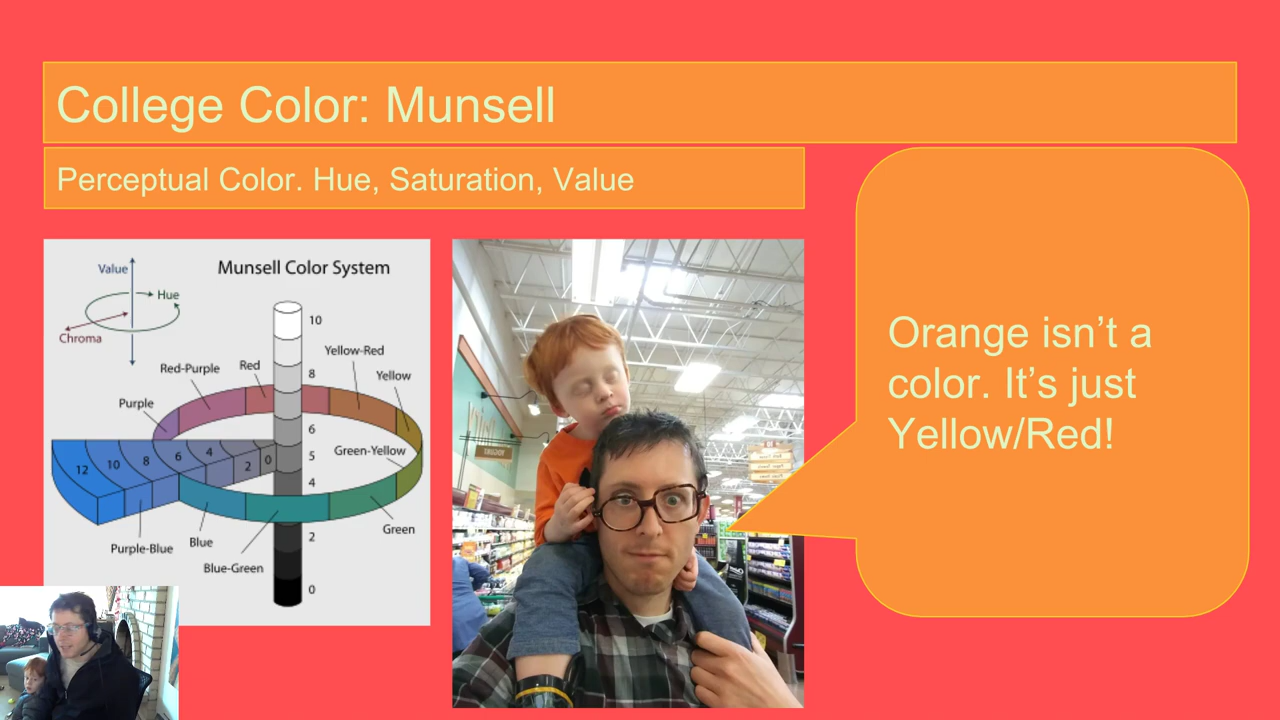 College Color: Munsell
Perceptual Color. Hue, Saturation, Value
Munsell Color System
Value
Hue
Chroma
10
8
6
5
4
2
0
Red-Purple
Red
Yellow-Red
Yellow
Purple
Green-Yellow
12
10
8
6
4
2
0
Purple-Blue
Blue
Blue-Green
Green
Orange isn’t a
color. It’s just
Yellow/Red!